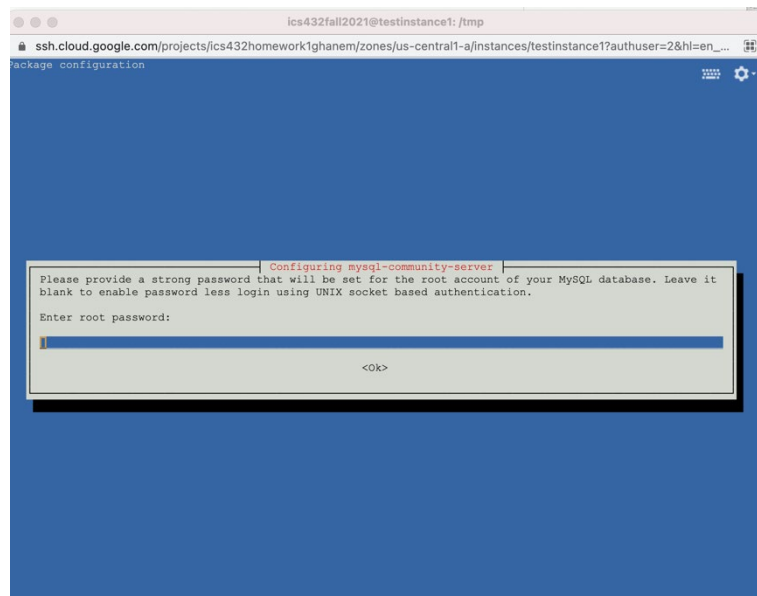 ics432fall2021@testinstance1: /tmp
ssh.cloud.google.com/projects/ics432homework1ghanem/zones/us-central1-a/instances/testinstance1?authuser=2&hl=en_...
Package configuration
Configuring mysql-community-server
Please provide a strong password that will be set for the root account of your MySQL database. Leave it
blank to enable password less login using UNIX socket based authentication.
Enter root password:
<Ok>